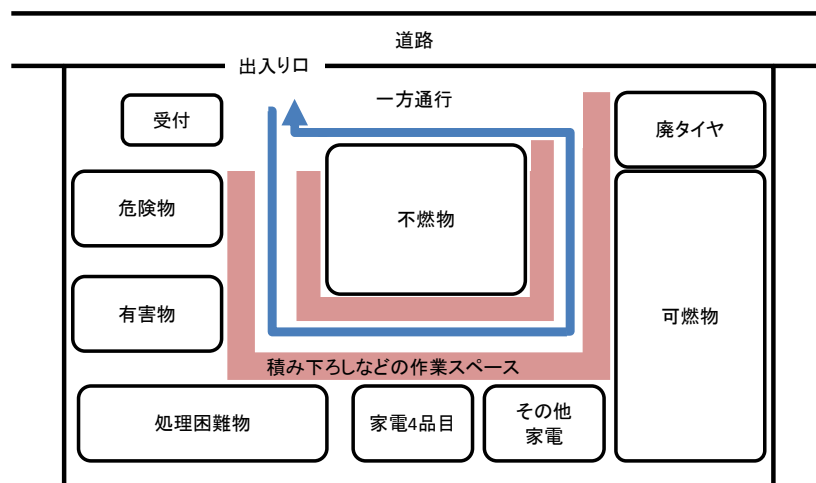 道路
出入り口
一方通行
受付
廃タイヤ
危険物
不燃物
有害物
可燃物
積み下ろしなどの作業スペース
処理困難物
家電4品目
その他
家電